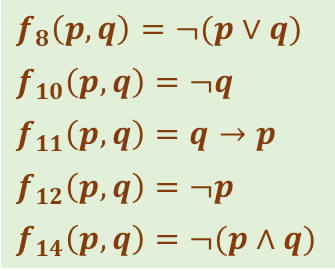 f₈(p, q) = ¬(p ∨ q)
f₁₀(p, q) = ¬q
f₁₁(p, q) = q → p
f₁₂(p, q) = ¬p
f₁₄(p, q) = ¬(p ∧ q)